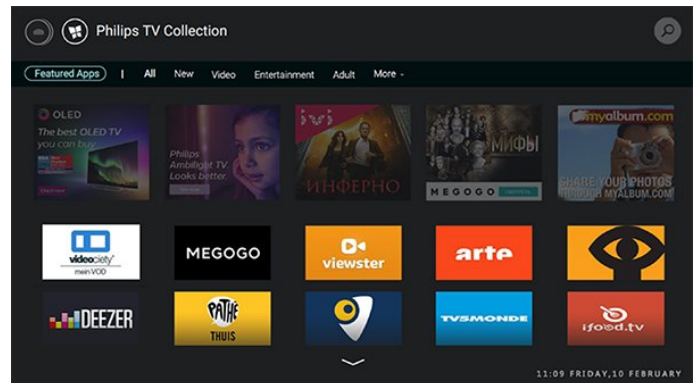 Philips TV Collection
Featured Apps | All New Video Entertainment Adult More
OLED
The best OLED TV
you can buy
Philips
Ambilight TV.
Looks better.
ivi
ИНФЕРНО
МИФЫ
MEGOGO
myalbum.com
SHARE YOUR PHOTOS
THROUGH MYALBUM.COM
videociety
mein VOD
MEGOGO
viewster
arte
DEEZER
PATHÉ
THUIS
TV5MONDE
ifood.tv
11:09 FRIDAY,10 FEBRUARY